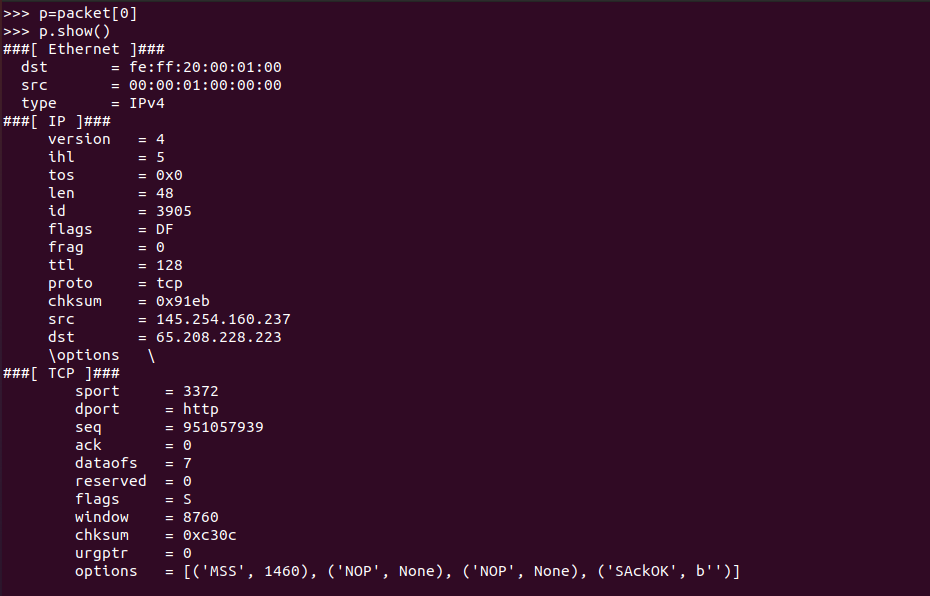 >>> p=packet[0]
>>> p.show()
###[ Ethernet ]###
  dst       = fe:ff:20:00:01:00
  src       = 00:00:01:00:00:00
  type      = IPv4
###[ IP ]###
     version   = 4
     ihl       = 5
     tos       = 0x0
     len       = 48
     id        = 3905
     flags     = DF
     frag      = 0
     ttl       = 128
     proto     = tcp
     chksum    = 0x91eb
     src       = 145.254.160.237
     dst       = 65.208.228.223
     \options   \
###[ TCP ]###
        sport     = 3372
        dport     = http
        seq       = 951057939
        ack       = 0
        dataofs   = 7
        reserved  = 0
        flags     = S
        window    = 8760
        chksum    = 0xc30c
        urgptr    = 0
        options   = [('MSS', 1460), ('NOP', None), ('NOP', None), ('SAckOK', b'')]